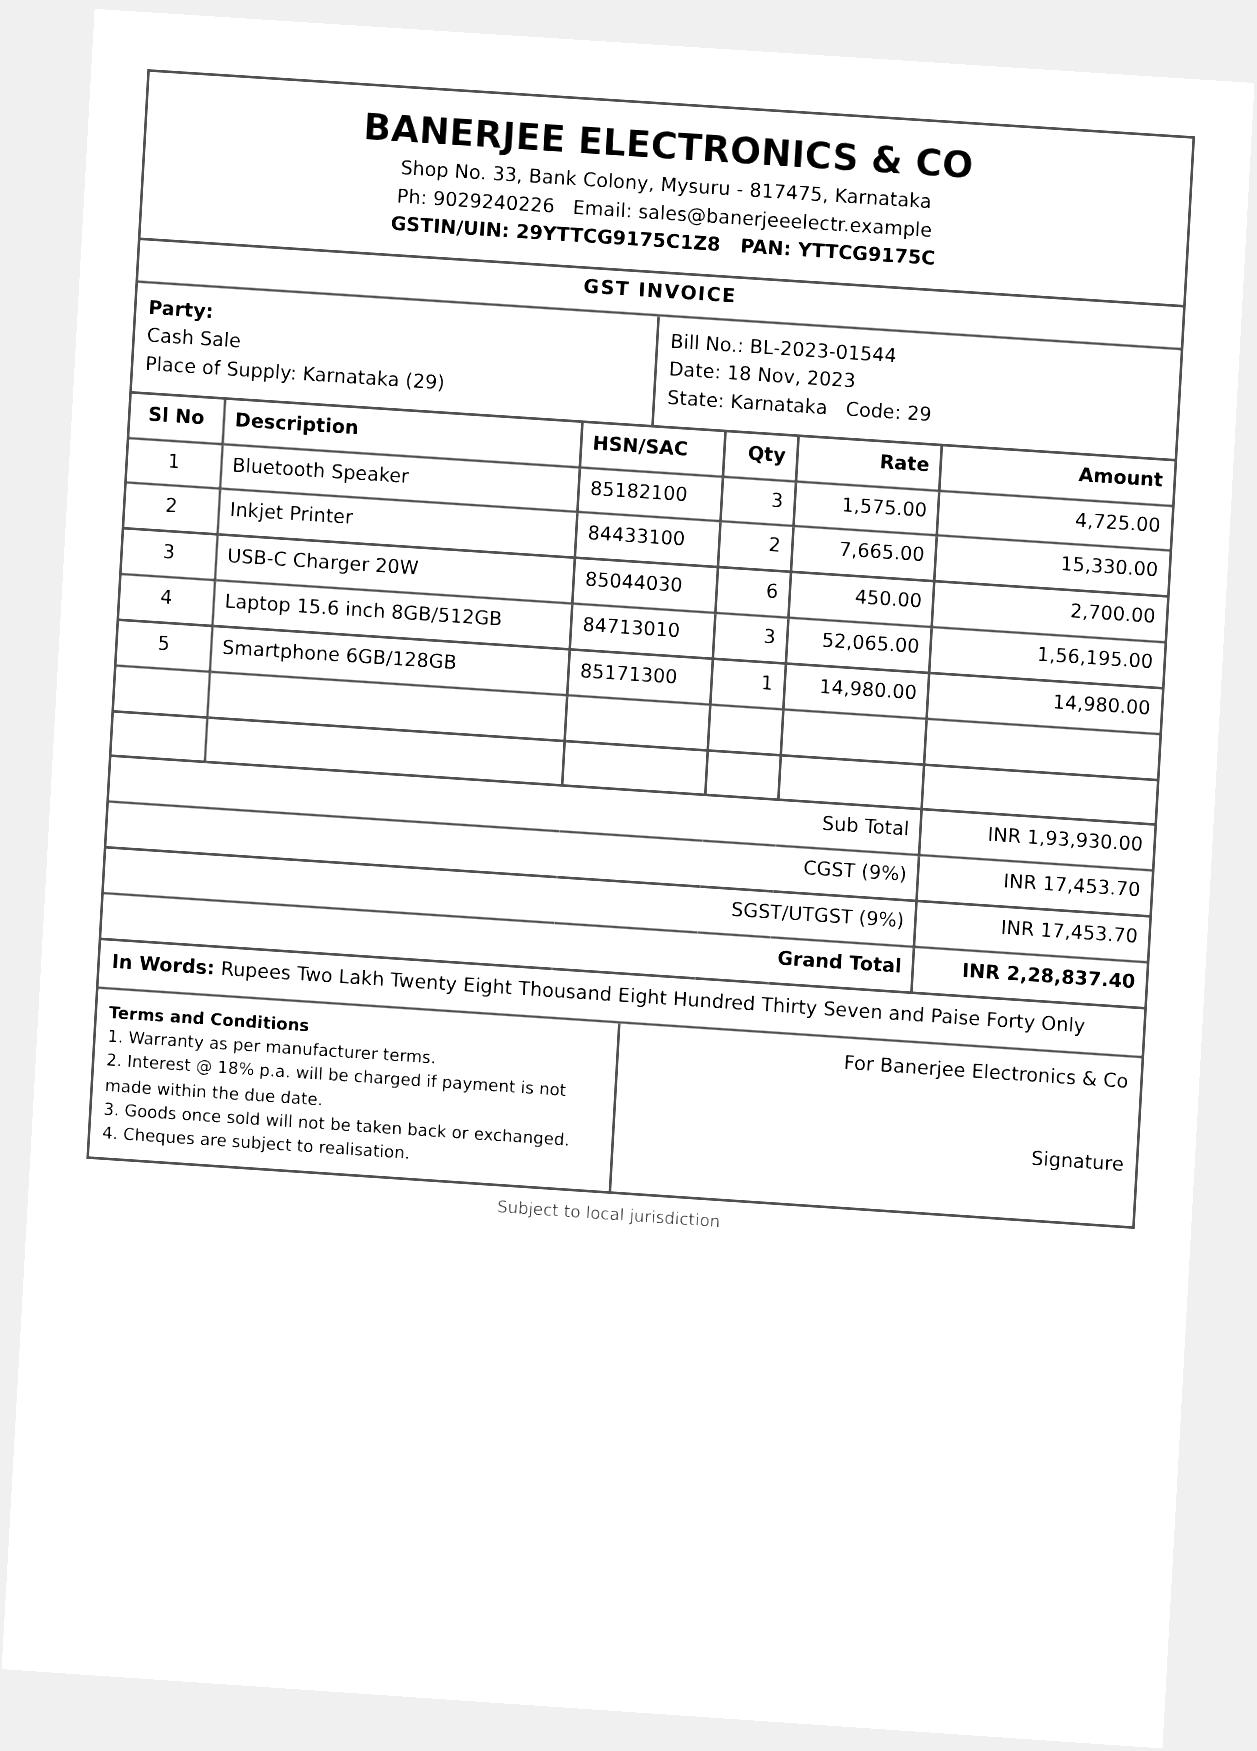 BANERJEE ELECTRONICS & CO
Shop No. 33, Bank Colony, Mysuru - 817475, Karnataka
Ph: 9029240226 Email: sales@banerjeeelectr.example
GSTIN/UIN: 29YTTCG9175C1Z8 PAN: YTTCG9175C
GST INVOICE
Party:
Cash Sale
Place of Supply: Karnataka (29)
Bill No.: BL-2023-01544
Date: 18 Nov, 2023
State: Karnataka Code: 29
Sl No Description HSN/SAC Qty Rate Amount
1 Bluetooth Speaker 85182100 3 1,575.00 4,725.00
2 Inkjet Printer 84433100 2 7,665.00 15,330.00
3 USB-C Charger 20W 85044030 6 450.00 2,700.00
4 Laptop 15.6 inch 8GB/512GB 84713010 3 52,065.00 1,56,195.00
5 Smartphone 6GB/128GB 85171300 1 14,980.00 14,980.00
Sub Total INR 1,93,930.00
CGST (9%) INR 17,453.70
SGST/UTGST (9%) INR 17,453.70
Grand Total INR 2,28,837.40
In Words: Rupees Two Lakh Twenty Eight Thousand Eight Hundred Thirty Seven and Paise Forty Only
Terms and Conditions
1. Warranty as per manufacturer terms.
2. Interest @ 18% p.a. will be charged if payment is not
made within the due date.
3. Goods once sold will not be taken back or exchanged.
4. Cheques are subject to realisation.
For Banerjee Electronics & Co
Signature
Subject to local jurisdiction